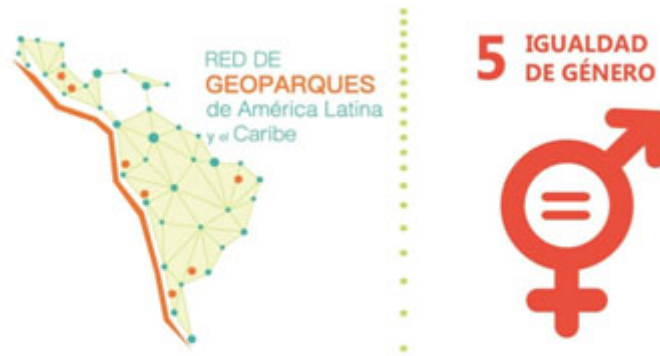 RED DE
GEOPARQUES
de América Latina
y el Caribe
5 IGUALDAD
DE GÉNERO